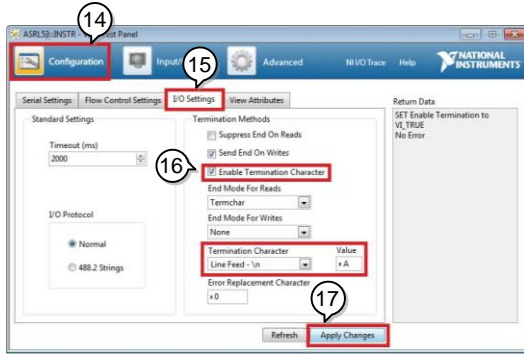 14
ASRL53::INSTR - est Panel
Configuration Input/ Advanced NI I/O Trace Help NATIONAL INSTRUMENTS
15
Serial Settings Flow Control Settings I/O Settings View Attributes
Return Data
SET Enable Termination to
VI_TRUE
No Error
Standard Settings
Timeout (ms)
2000
I/O Protocol
Normal
488.2 Strings
Termination Methods
Suppress End On Reads
Send End On Writes
16
Enable Termination Character
End Mode For Reads
Termchar
End Mode For Writes
None
Termination Character Value
Line Feed - \n xA
Error Replacement Character
x0
17
Refresh Apply Changes